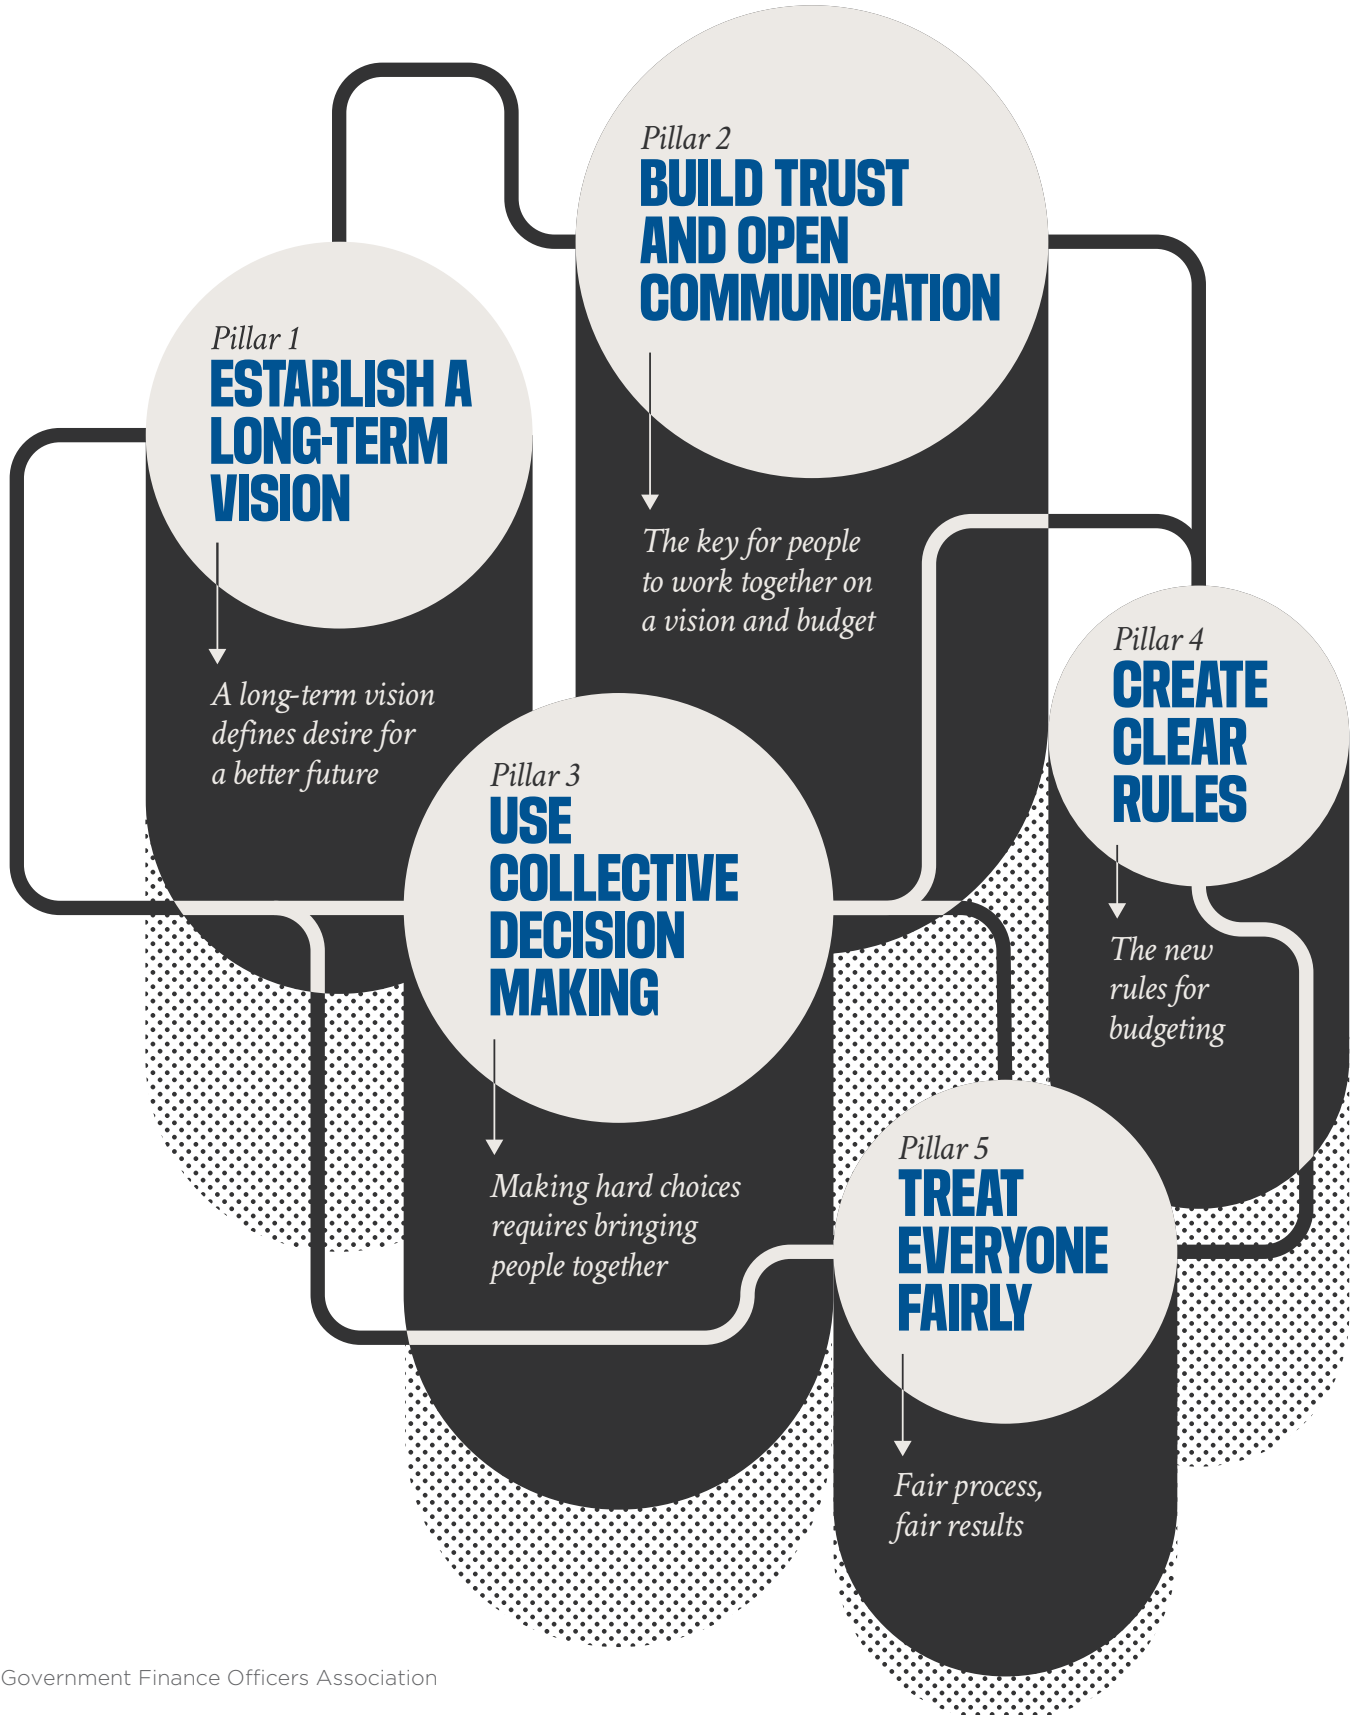 Pillar 1
ESTABLISH A
LONG-TERM
VISION
A long-term vision
defines desire for
a better future
Pillar 2
BUILD TRUST
AND OPEN
COMMUNICATION
The key for people
to work together on
a vision and budget
Pillar 3
USE
COLLECTIVE
DECISION
MAKING
Making hard choices
requires bringing
people together
Pillar 4
CREATE
CLEAR
RULES
The new
rules for
budgeting
Pillar 5
TREAT
EVERYONE
FAIRLY
Fair process,
fair results
Government Finance Officers Association